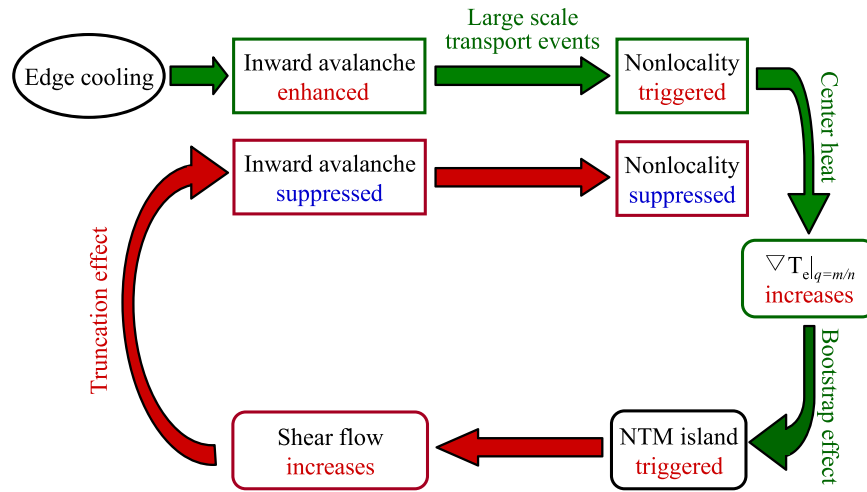 Large scale
transport events
Edge cooling
Inward avalanche
enhanced
Nonlocality
triggered
Center heat
Inward avalanche
suppressed
Nonlocality
suppressed
Truncation effect
▽Tₑ|q=m/n
increases
Bootstrap effect
Shear flow
increases
NTM island
triggered